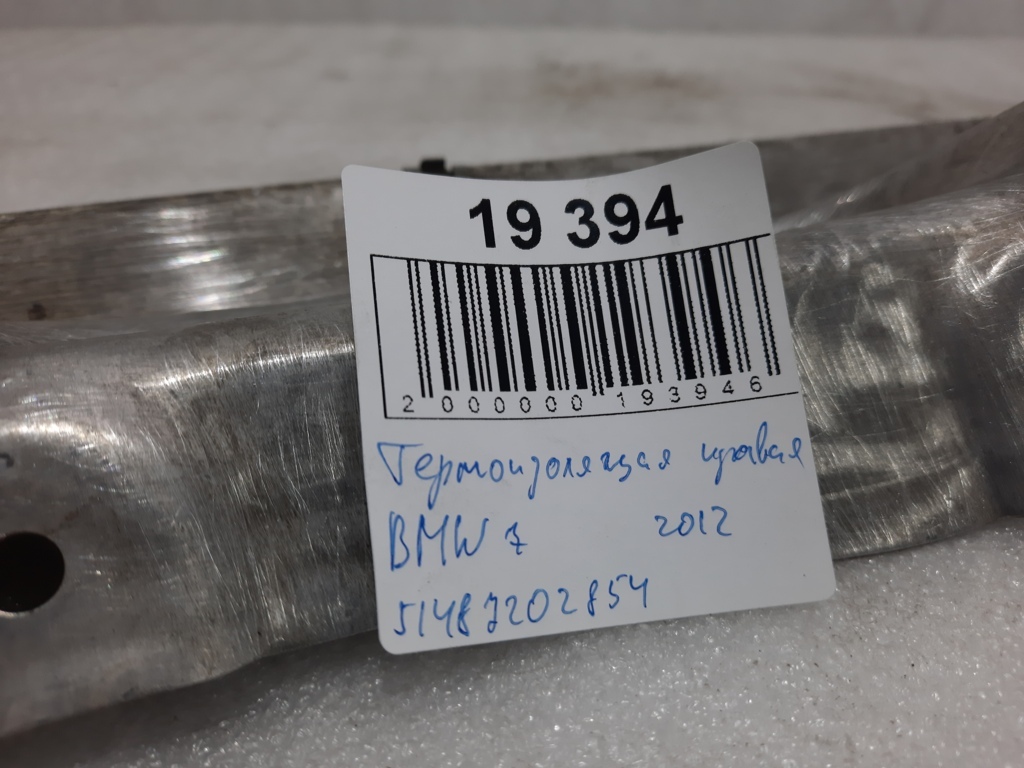 19 394
2 000000 193946
Термоизоляция правая
BMW 7 2012
51487202854